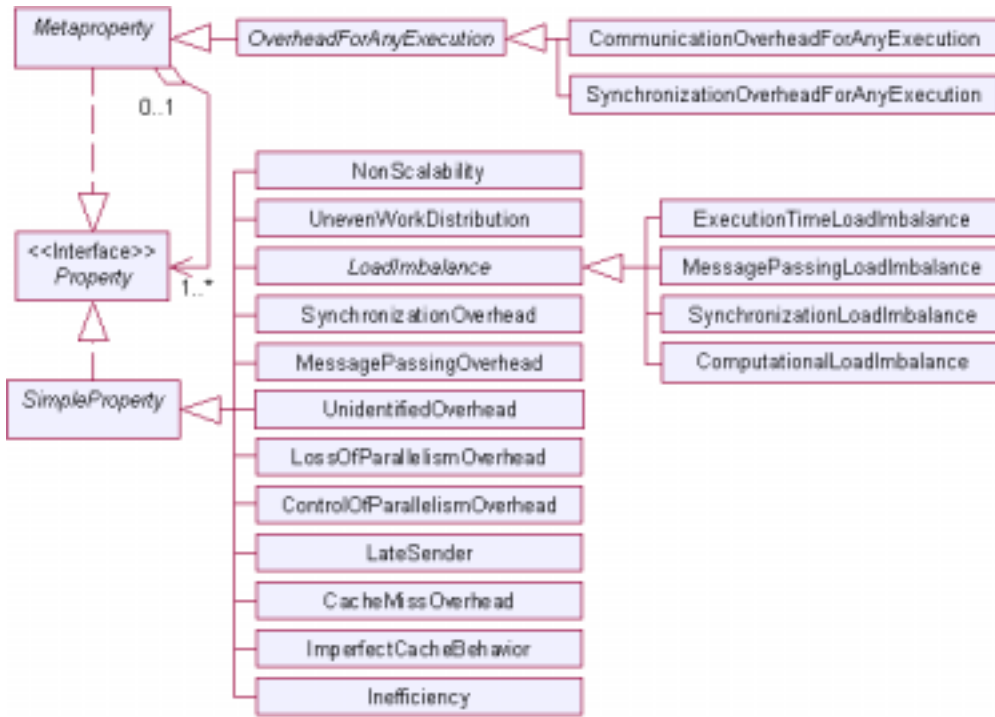 Metaproperty
OverheadForAnyExecution
CommunicationOverheadForAnyExecution
SynchronizationOverheadForAnyExecution
0..1
NonScalability
UnevenWorkDistribution
ExecutionTimeLoadImbalance
<<Interface>>
Property
LoadImbalance
MessagePassingLoadImbalance
1..*
SynchronizationOverhead
SynchronizationLoadImbalance
MessagePassingOverhead
ComputationalLoadImbalance
SimpleProperty
UnidentifiedOverhead
LossOfParallelismOverhead
ControlOfParallelismOverhead
LateSender
CacheMissOverhead
ImperfectCacheBehavior
Inefficiency